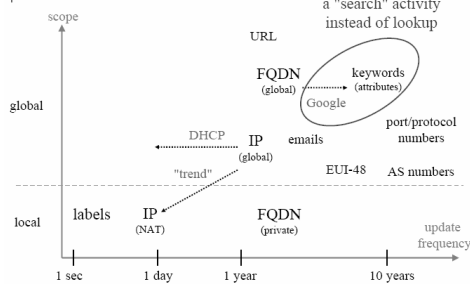 a "search" activity
instead of lookup
scope
URL
FQDN
(global)
keywords
(attributes)
Google
global
port/protocol
numbers
DHCP
IP
(global)
emails
"trend"
EUI-48
AS numbers
local
labels
IP
(NAT)
FQDN
(private)
update
frequency
1 sec
1 day
1 year
10 years